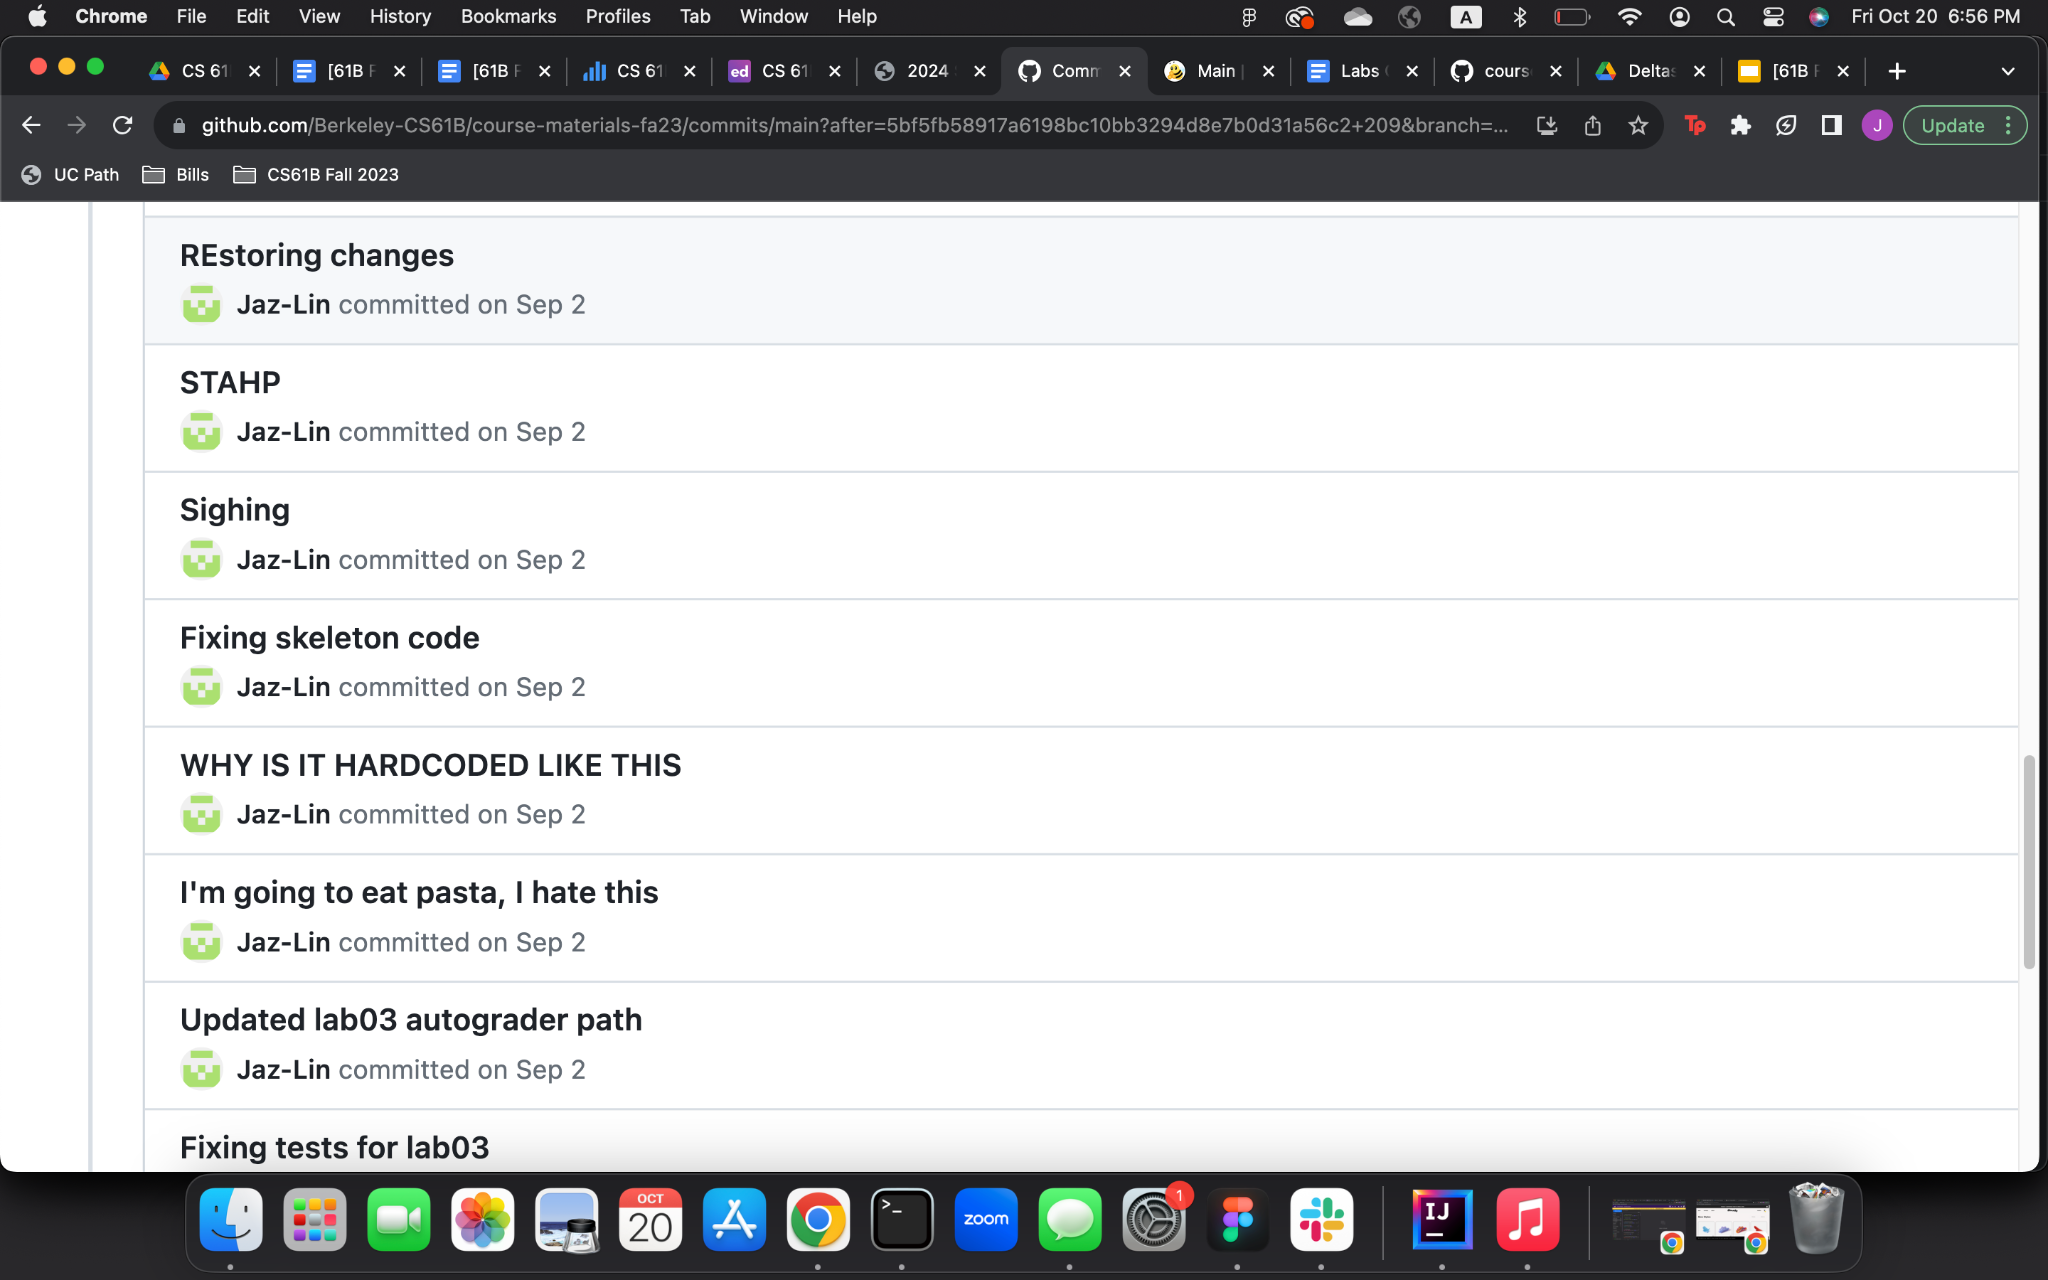 Chrome File Edit View History Bookmarks Profiles Tab Window Help A Fri Oct 20 6:56 PM
CS 61 [61B F [61B F CS 61 ed CS 61 2024 Comm Main Labs cours Deltas [61B F
github.com/Berkeley-CS61B/course-materials-fa23/commits/main?after=5bf5fb58917a6198bc10bb3294d8e7b0d31a56c2+209&branch=... Tp J Update
UC Path Bills CS61B Fall 2023
REstoring changes
Jaz-Lin committed on Sep 2
STAHP
Jaz-Lin committed on Sep 2
Sighing
Jaz-Lin committed on Sep 2
Fixing skeleton code
Jaz-Lin committed on Sep 2
WHY IS IT HARDCODED LIKE THIS
Jaz-Lin committed on Sep 2
I'm going to eat pasta, I hate this
Jaz-Lin committed on Sep 2
Updated lab03 autograder path
Jaz-Lin committed on Sep 2
Fixing tests for lab03
OCT
20
>_
zoom
1
IJ